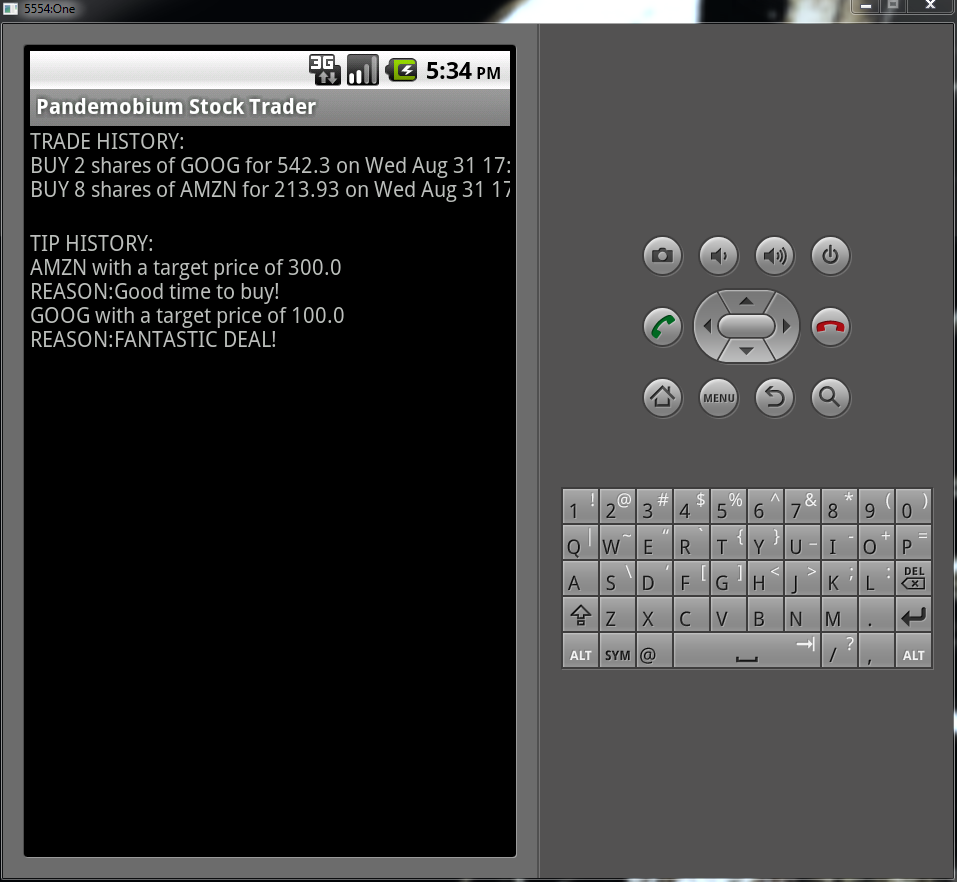 5554:One
3G 5:34 PM
Pandemobium Stock Trader
TRADE HISTORY:
BUY 2 shares of GOOG for 542.3 on Wed Aug 31 17:
BUY 8 shares of AMZN for 213.93 on Wed Aug 31 17
TIP HISTORY:
AMZN with a target price of 300.0
REASON:Good time to buy!
GOOG with a target price of 100.0
REASON:FANTASTIC DEAL!
MENU
1 ! 2 @ 3 # 4 $ 5 % 6 ^ 7 & 8 * 9 ( 0 )
Q | W ~ E " R ` T { Y } U _ I - O + P =
A S \ D ' F [ G ] H < J > K ; L : DEL
Z X C V B N M .
ALT SYM @ / ? , ALT